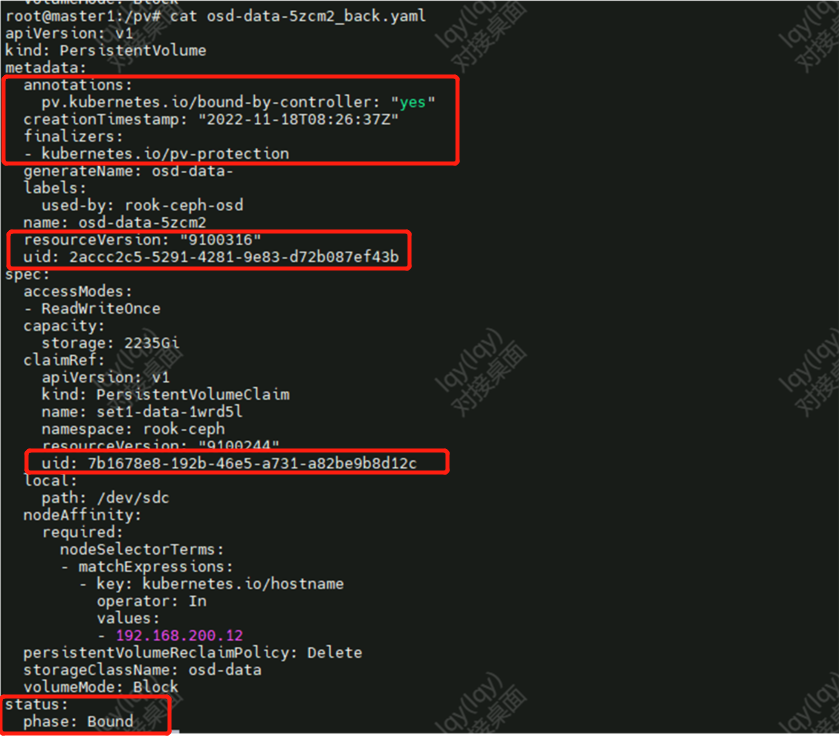 root@master1:/pv# cat osd-data-5zcm2_back.yaml
apiVersion: v1
kind: PersistentVolume
metadata:
  annotations:
    pv.kubernetes.io/bound-by-controller: "yes"
  creationTimestamp: "2022-11-18T08:26:37Z"
  finalizers:
  - kubernetes.io/pv-protection
  generateName: osd-data-
  labels:
    used-by: rook-ceph-osd
  name: osd-data-5zcm2
  resourceVersion: "9100316"
  uid: 2accc2c5-5291-4281-9e83-d72b087ef43b
spec:
  accessModes:
  - ReadWriteOnce
  capacity:
    storage: 2235Gi
  claimRef:
    apiVersion: v1
    kind: PersistentVolumeClaim
    name: set1-data-1wrd5l
    namespace: rook-ceph
    resourceVersion: "9100244"
    uid: 7b1678e8-192b-46e5-a731-a82be9b8d12c
  local:
    path: /dev/sdc
  nodeAffinity:
    required:
      nodeSelectorTerms:
      - matchExpressions:
        - key: kubernetes.io/hostname
          operator: In
          values:
          - 192.168.200.12
  persistentVolumeReclaimPolicy: Delete
  storageClassName: osd-data
  volumeMode: Block
status:
  phase: Bound
lqy(lqy)
对接桌面
lqy(lqy)
对接桌面
lqy(lqy)
对接桌面
lqy(lqy)
对接桌面
lqy(lqy)
对接桌面
lqy(lqy)
对接桌面